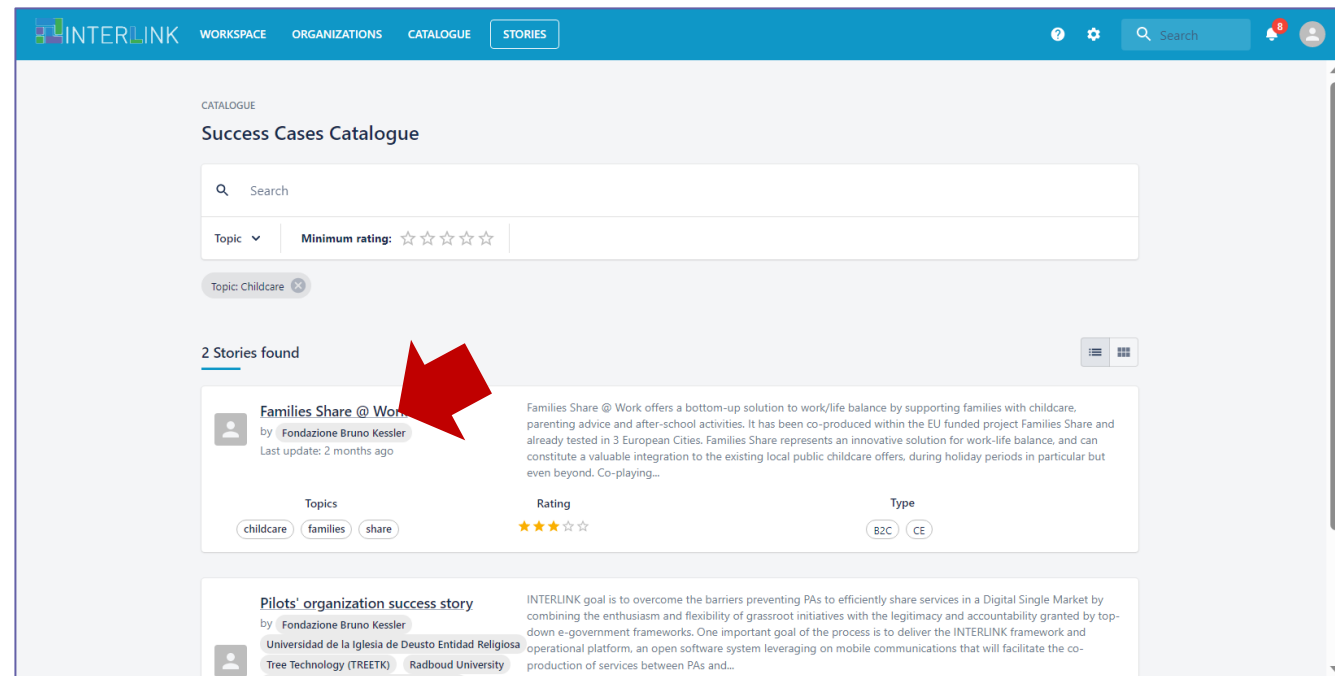 INTERLINK WORKSPACE ORGANIZATIONS CATALOGUE STORIES Search 8
CATALOGUE
Success Cases Catalogue
Search
Topic Minimum rating:
Topic: Childcare
2 Stories found
Families Share @
by Fondazione Bruno Kessler
Last update: 2 months ago
Families Share @ Work offers a bottom-up solution to work/life balance by supporting families with childcare,
parenting advice and after-school activities. It has been co-produced within the EU funded project Families Share and
already tested in 3 European Cities. Families Share represents an innovative solution for work-life balance, and can
constitute a valuable integration to the existing local public childcare offers, during holiday periods in particular but
even beyond. Co-playing...
Topics Rating Type
childcare families share B2C CE
Pilots' organization success story
by Fondazione Bruno Kessler
Universidad de la Iglesia de Deusto Entidad Religiosa
Tree Technology (TREETK) Radboud University
INTERLINK goal is to overcome the barriers preventing PAs to efficiently share services in a Digital Single Market by
combining the enthusiasm and flexibility of grassroot initiatives with the legitimacy and accountability granted by top-
down e-government frameworks. One important goal of the process is to deliver the INTERLINK framework and
operational platform, an open software system leveraging on mobile communications that will facilitate the co-
production of services between PAs and...